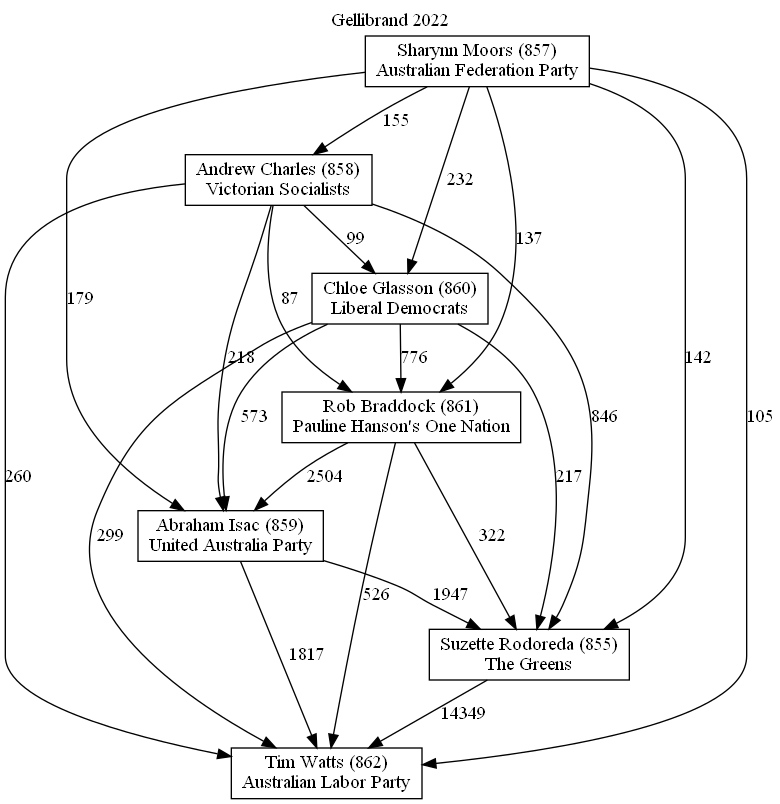 Gellibrand 2022
Sharynn Moors (857)
Australian Federation Party
155
Andrew Charles (858)
Victorian Socialists
232
99
137
Chloe Glasson (860)
Liberal Democrats
179
87
218
776
142
573
846
105
Rob Braddock (861)
Pauline Hanson's One Nation
260
2504
217
Abraham Isac (859)
United Australia Party
299
322
526
1947
Suzette Rodoreda (855)
The Greens
1817
14349
Tim Watts (862)
Australian Labor Party